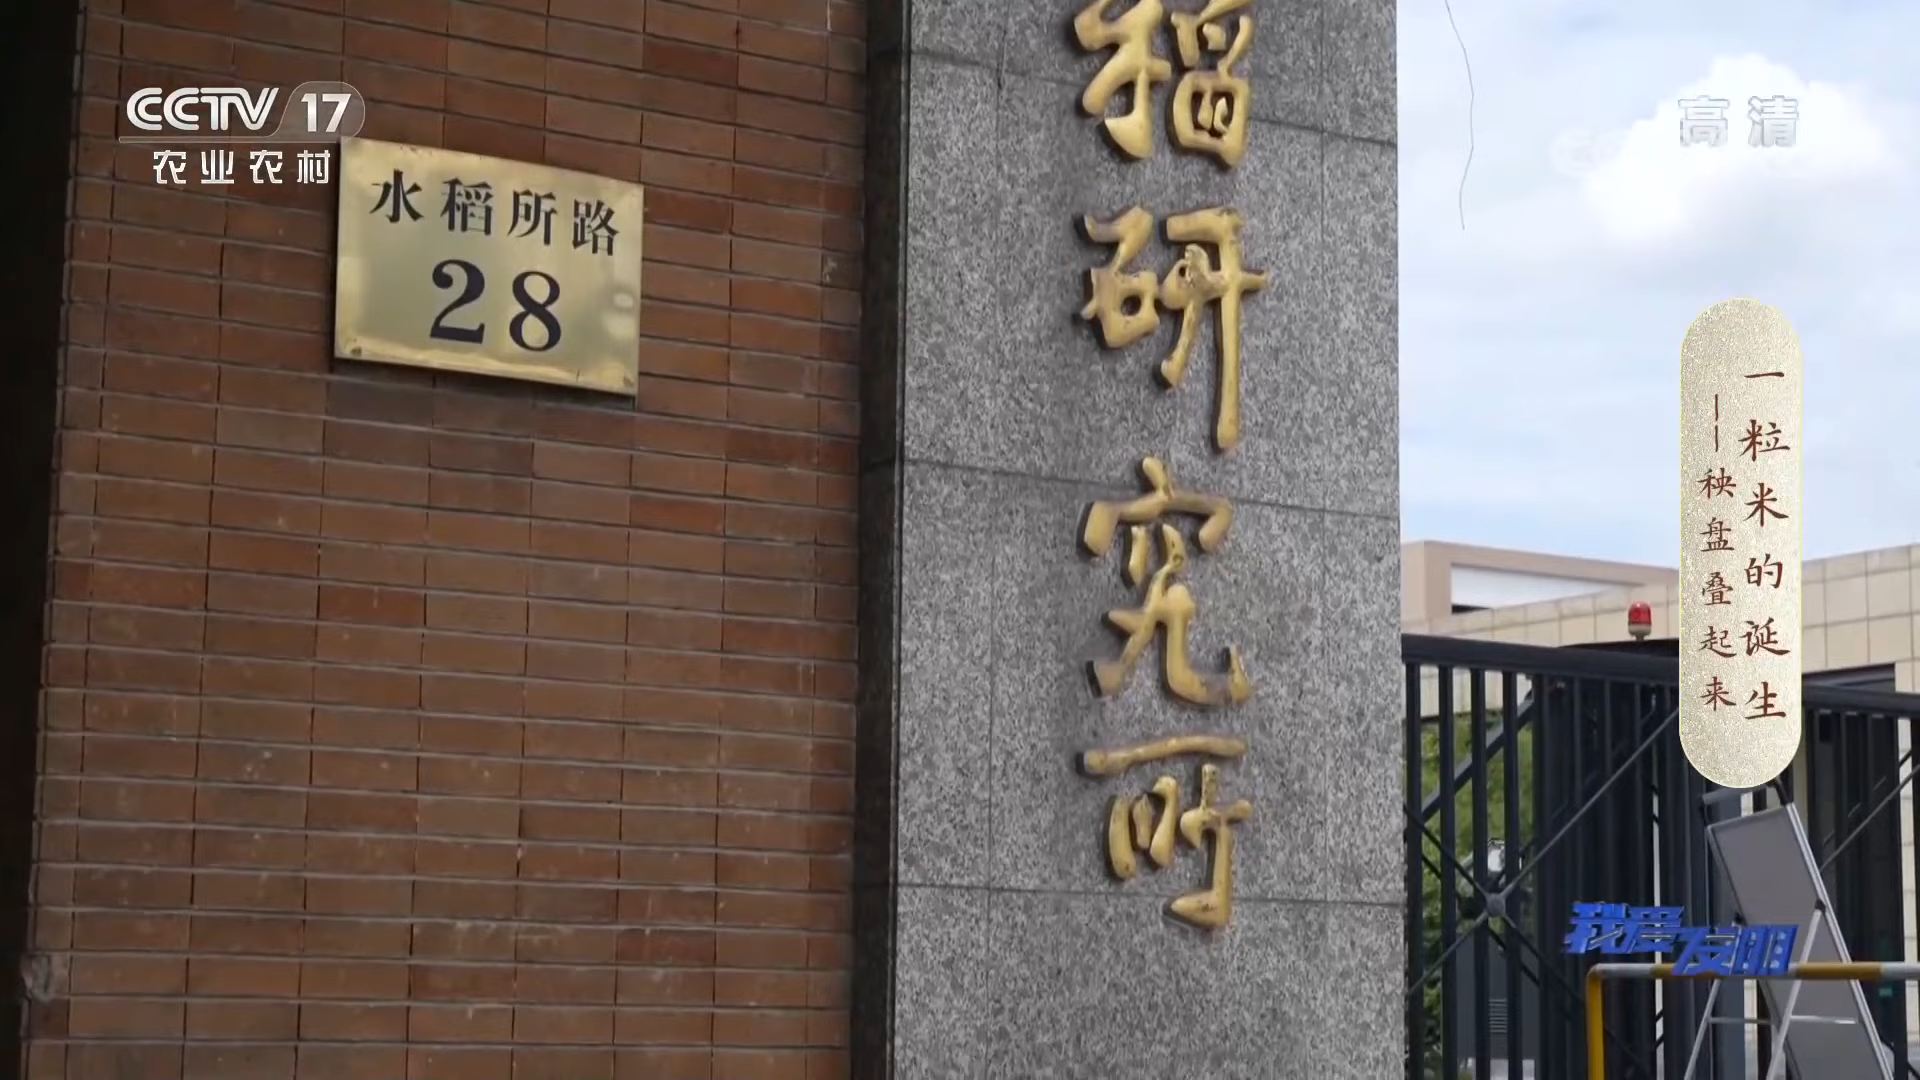 CCTV 17
农业农村
高清
水稻所路
28
稻研究所
一粒米的诞生
——秧盘叠起来
我爱发明